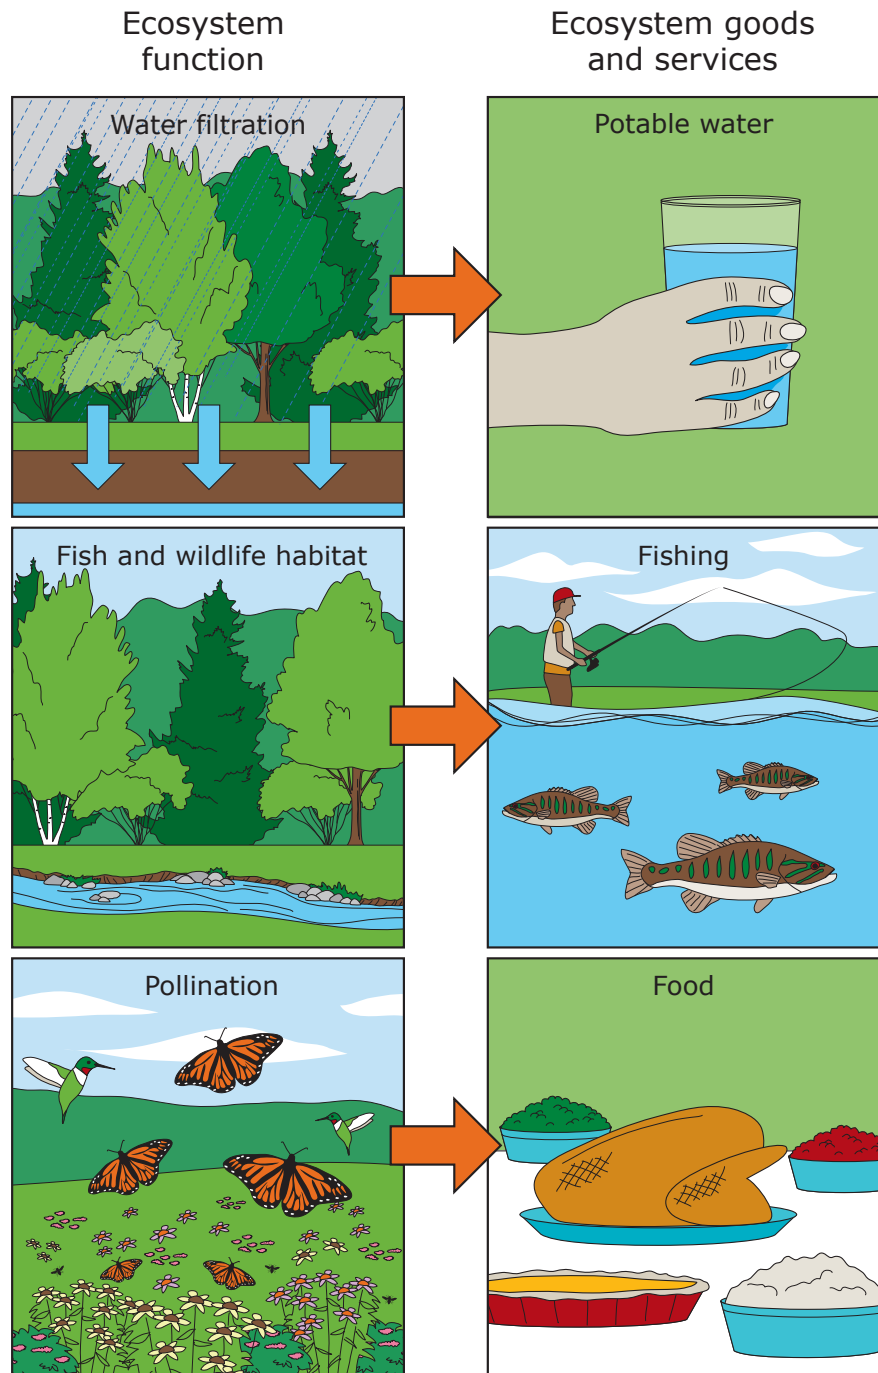 Ecosystem
function
Ecosystem goods
and services
Water filtration
Potable water
Fish and wildlife habitat
Fishing
Pollination
Food